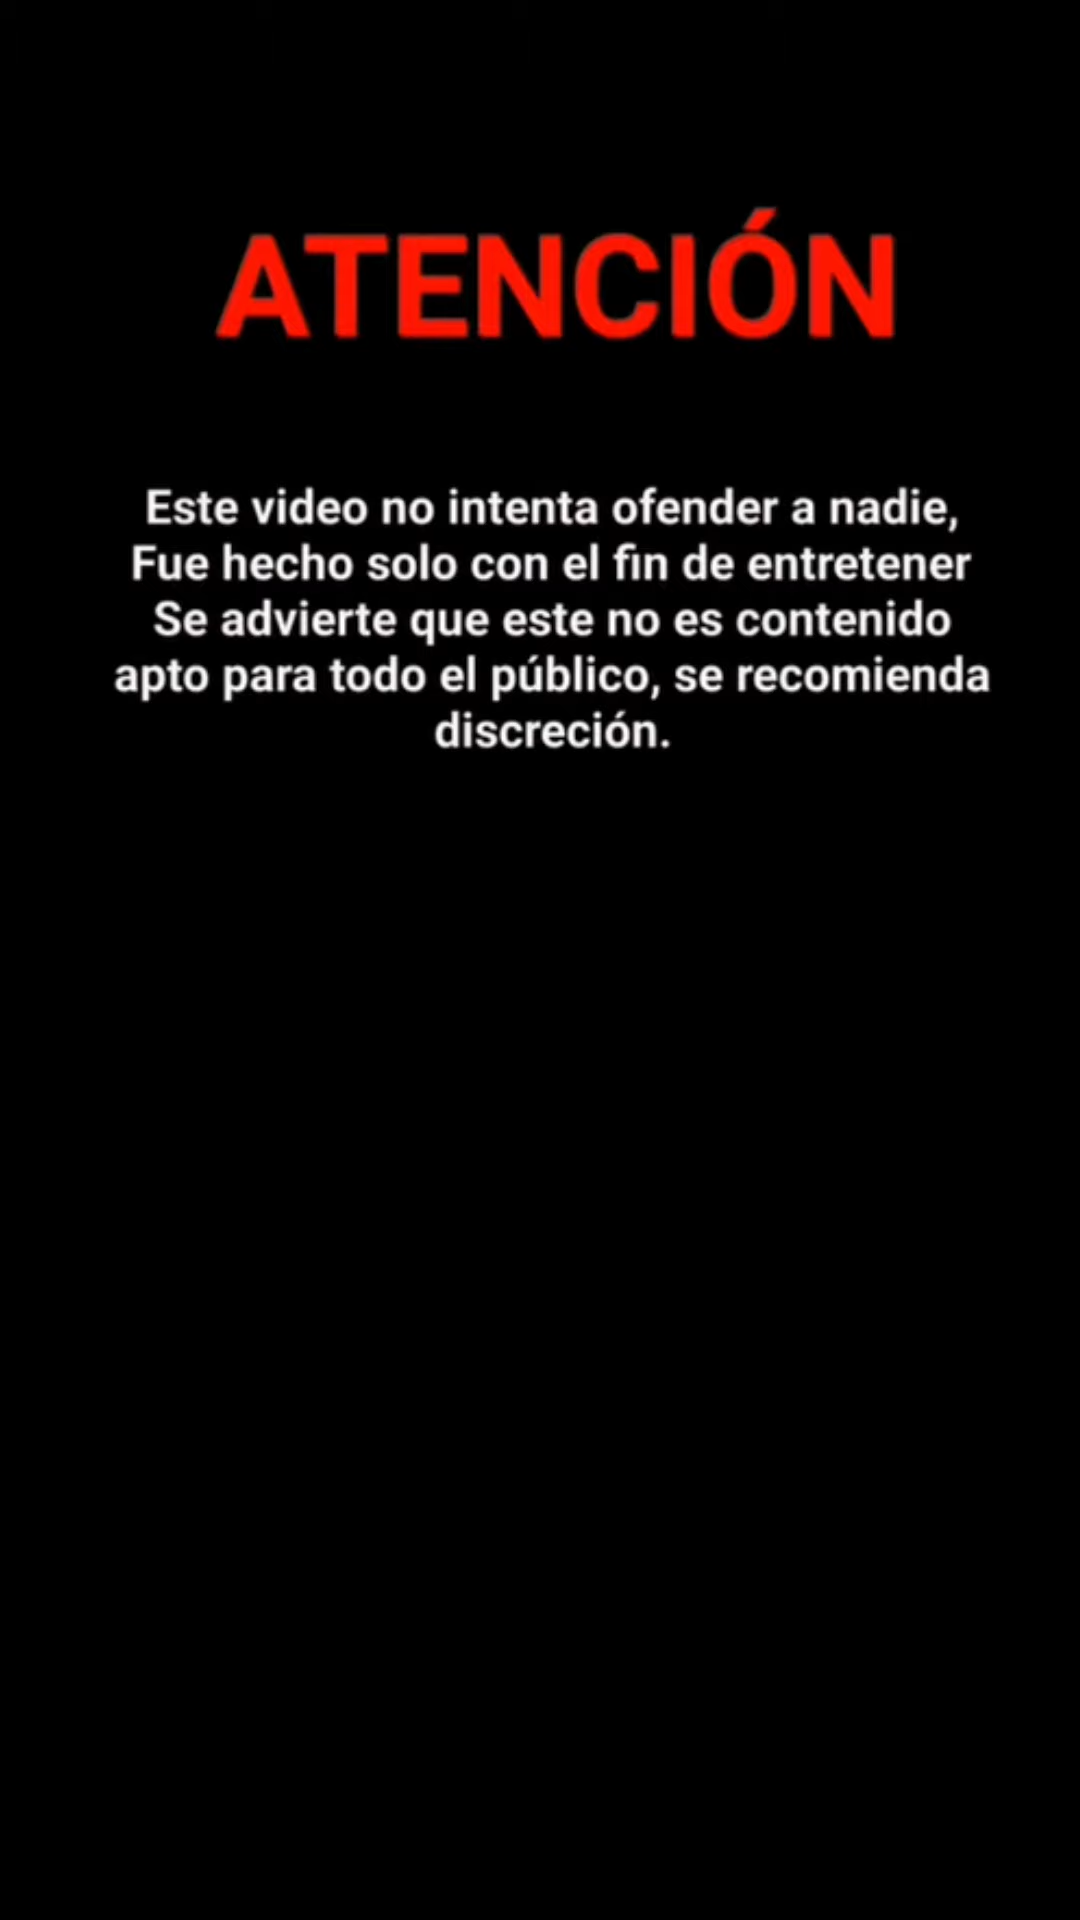 ATENCIÓN
Este video no intenta ofender a nadie,
Fue hecho solo con el fin de entretener
Se advierte que este no es contenido
apto para todo el público, se recomienda
discreción.